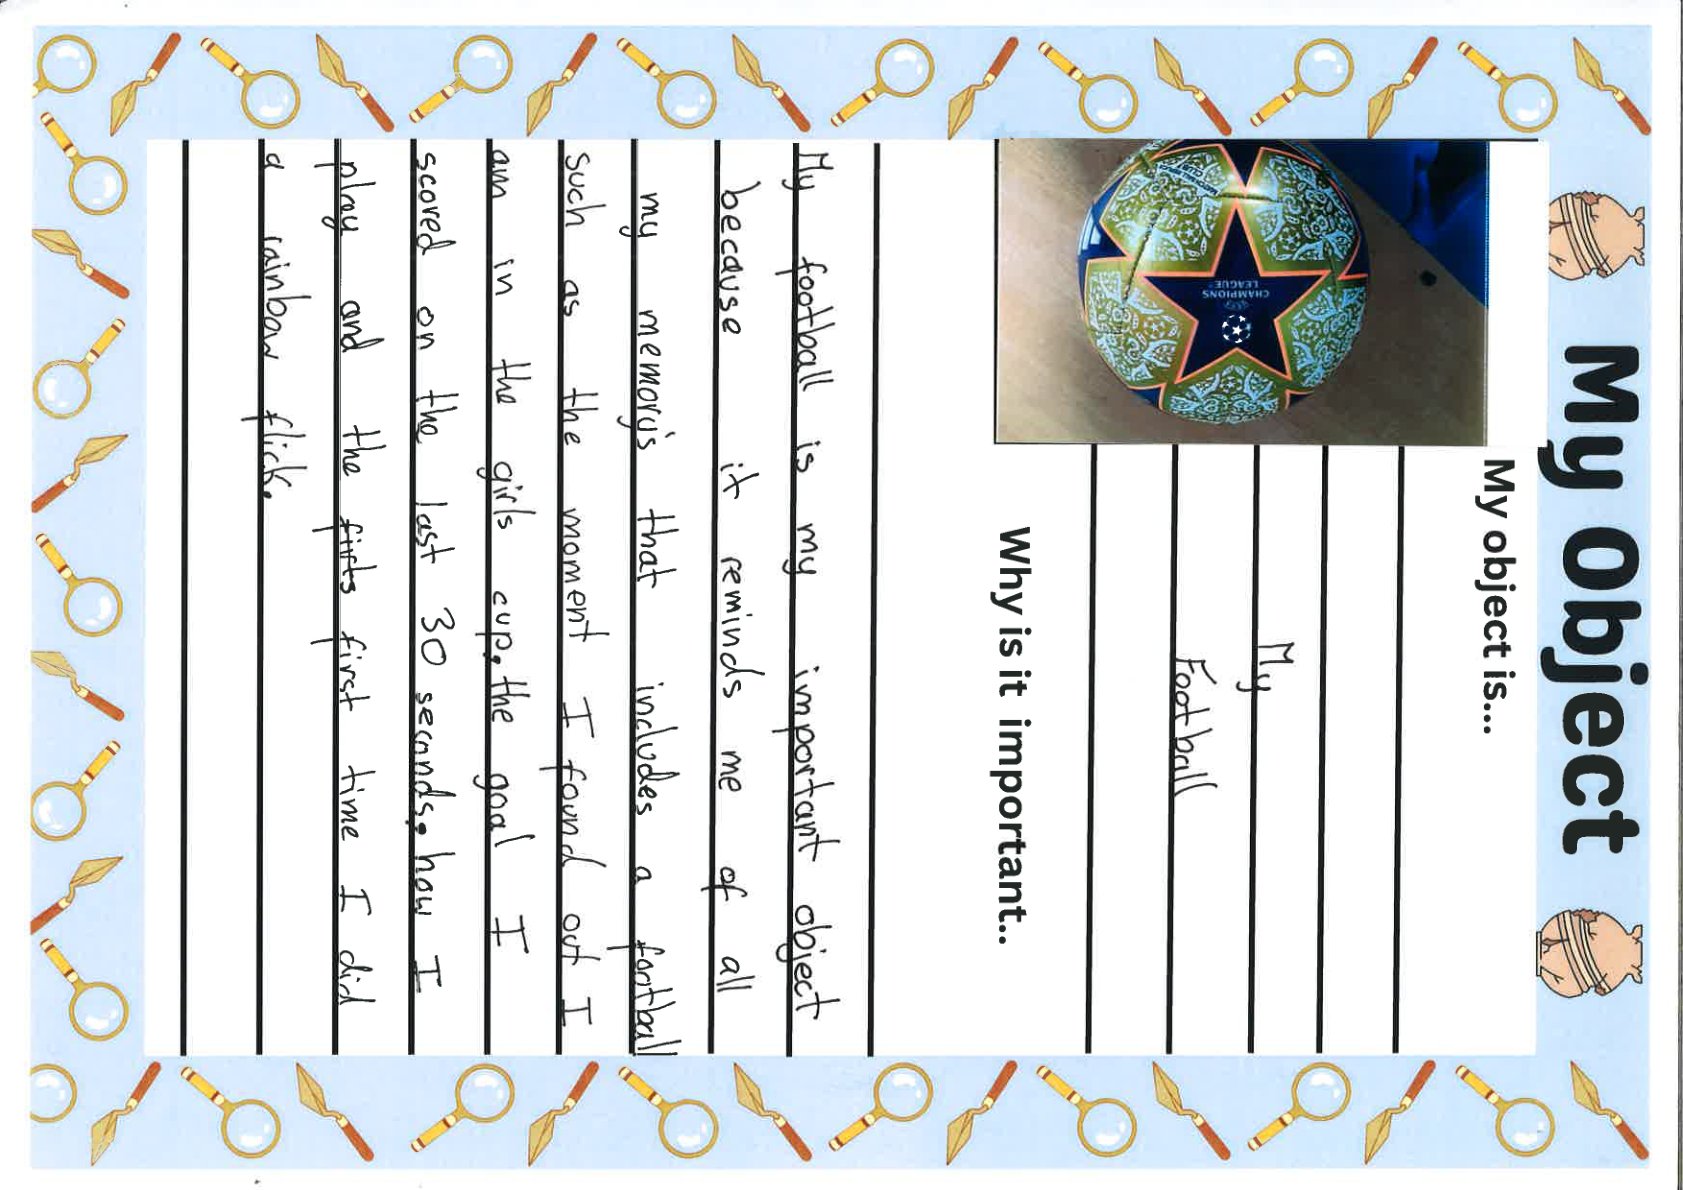 My Object
My object is...
CHAMPIONS
LEAGUE
My
Football
Why is it important..
My football is my important object
because it reminds me of all
my memory's that includes a football
such as the moment I found out I
am in the girls cup, the goal I
scored on the last 30 seconds, how I
play and the firts first time I did
a rainbow flick.